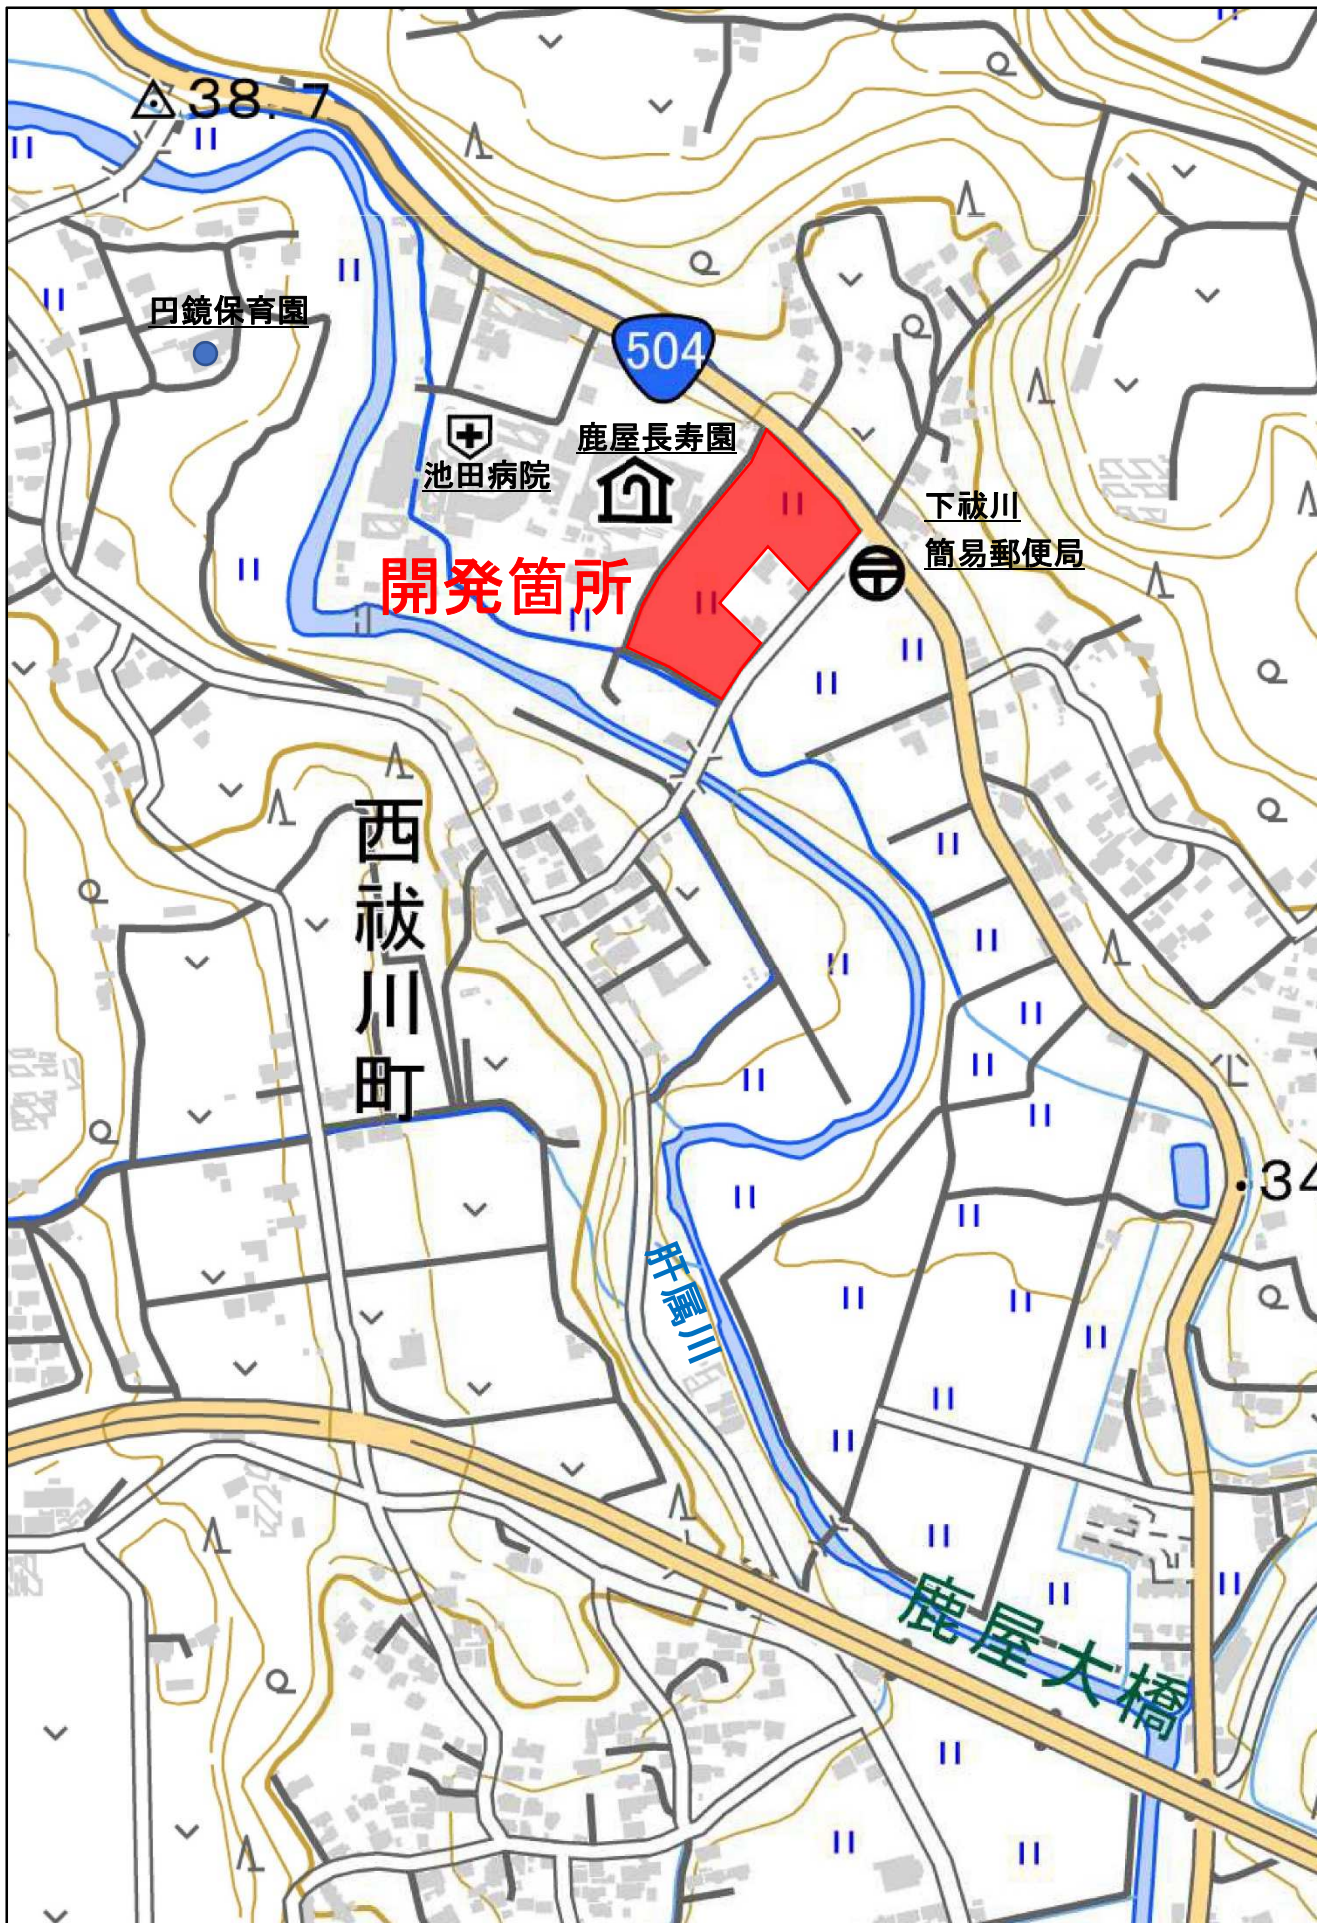 38.7
円鏡保育園
504
鹿屋長寿園
池田病院
下祓川
簡易郵便局
開発箇所
西祓川町
34
肝属川
鹿屋大橋